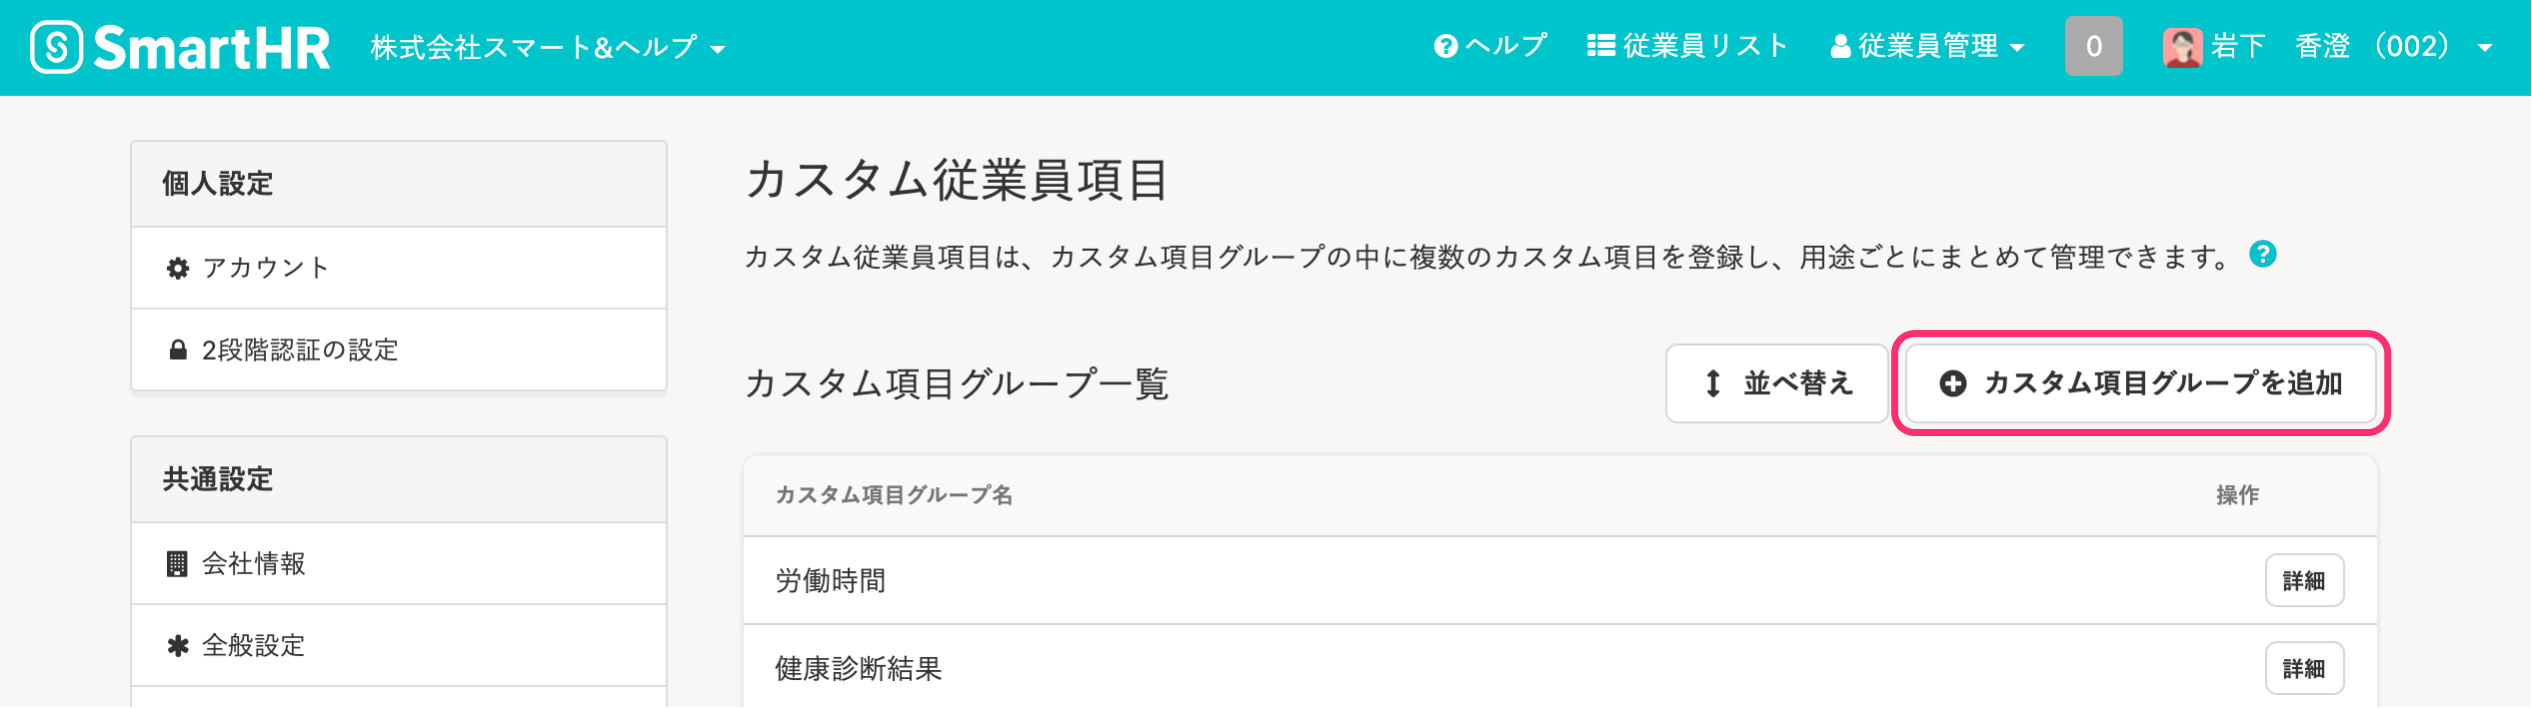 SmartHR 株式会社スマート&ヘルプ ヘルプ 従業員リスト 従業員管理 0 岩下 香澄 (002)
個人設定
アカウント
2段階認証の設定
共通設定
会社情報
全般設定
カスタム従業員項目
カスタム従業員項目は、カスタム項目グループの中に複数のカスタム項目を登録し、用途ごとにまとめて管理できます。
カスタム項目グループ一覧 並べ替え カスタム項目グループを追加
カスタム項目グループ名 操作
労働時間 詳細
健康診断結果 詳細